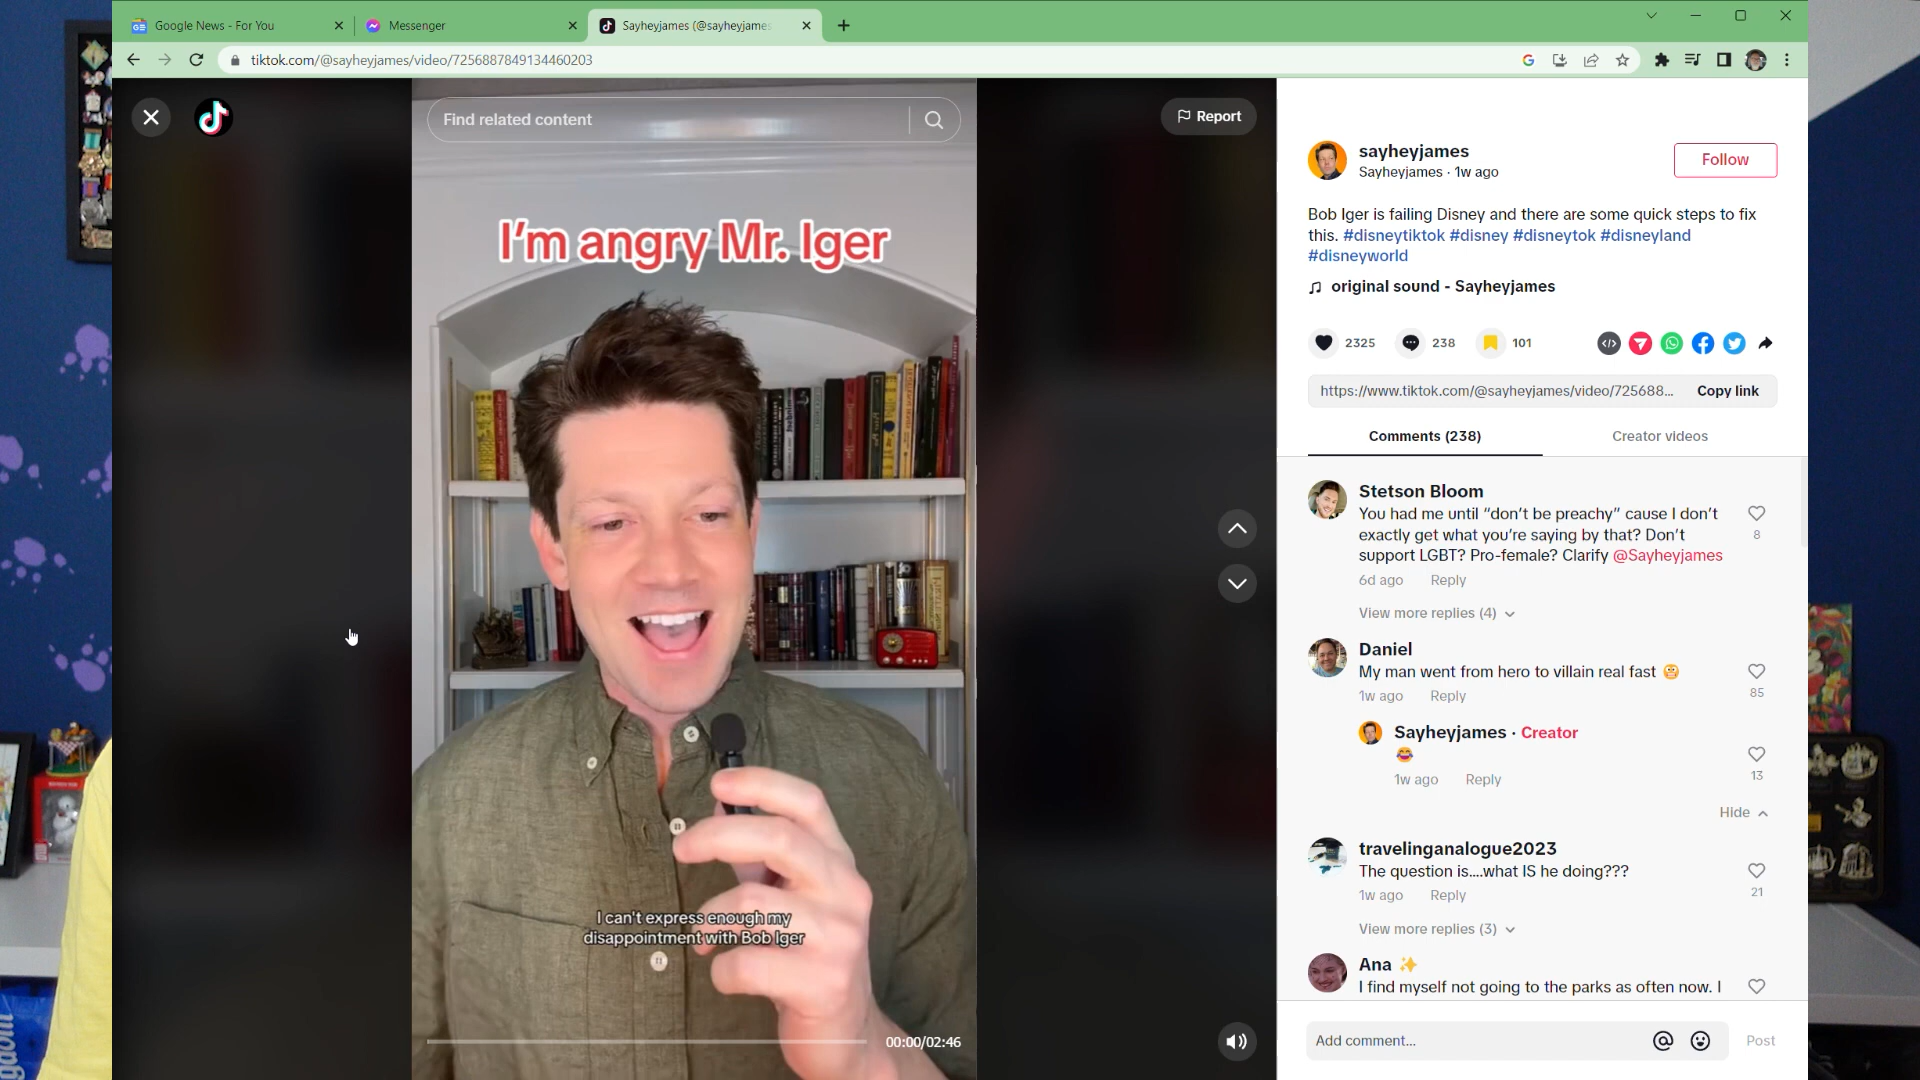 Google News - For You
Messenger
Sayheyjames (@sayheyjames
tiktok.com/@sayheyjames/video/7256887849134460203
Find related content
Report
I'm angry Mr. Iger
I can't express enough my
disappointment with Bob Iger
00:00/02:46
sayheyjames
Sayheyjames · 1w ago
Follow
Bob Iger is failing Disney and there are some quick steps to fix
this. #disneytiktok #disney #disneytok #disneyland
#disneyworld
original sound - Sayheyjames
2325
238
101
https://www.tiktok.com/@sayheyjames/video/725688...
Copy link
Comments (238)
Creator videos
Stetson Bloom
You had me until “don’t be preachy” cause I don’t
exactly get what you’re saying by that? Don’t
support LGBT? Pro-female? Clarify @Sayheyjames
8
6d ago Reply
View more replies (4)
Daniel
My man went from hero to villain real fast 😳
85
1w ago Reply
Sayheyjames · Creator
😂
13
1w ago Reply
Hide
travelinganalogue2023
The question is....what IS he doing???
21
1w ago Reply
View more replies (3)
Ana ✨
I find myself not going to the parks as often now. I
Add comment...
Post